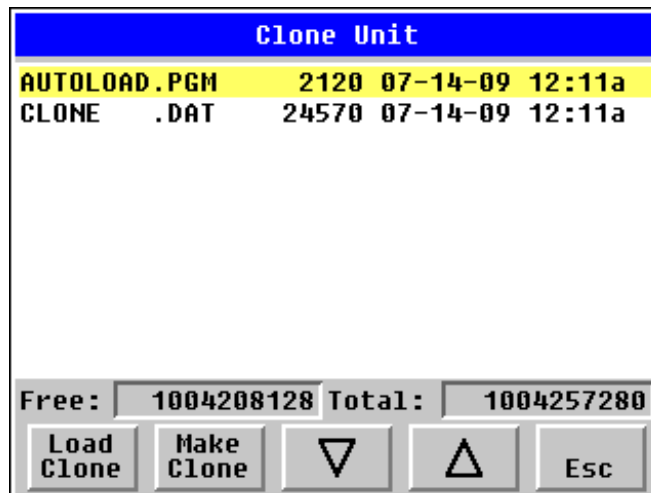 Clone Unit
AUTOLOAD.PGM 2120 07-14-09 12:11a
CLONE .DAT 24570 07-14-09 12:11a
Free: 1004208128 Total: 1004257280
Load Clone Make Clone Esc